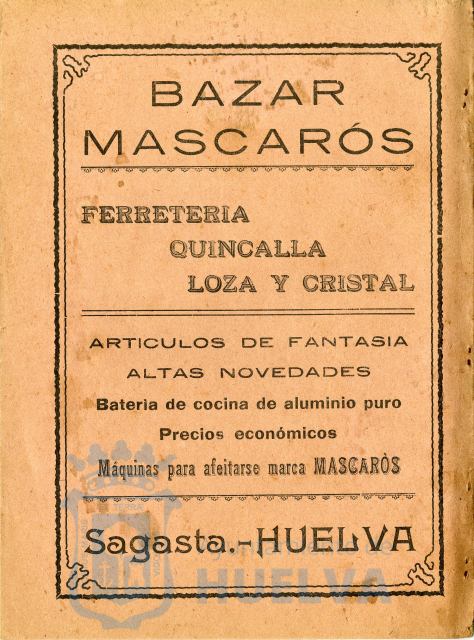 BAZAR
MASCARÓS
FERRETERIA
QUINCALLA
LOZA Y CRISTAL
ARTICULOS DE FANTASIA
ALTAS NOVEDADES
Bateria de cocina de aluminio puro
Precios económicos
Máquinas para afeitarse marca MASCARÒS
Sagasta.-HUELVA
HUELVA